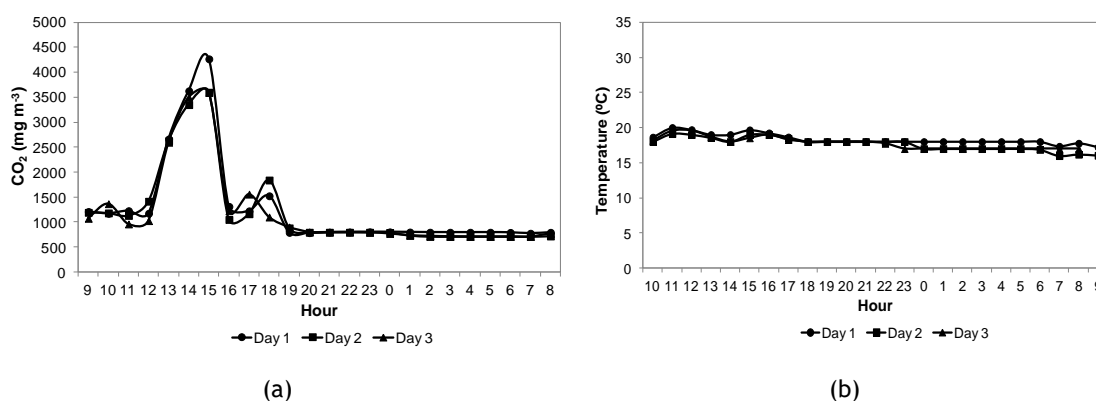 5000
4500
4000
3500
3000
2500
2000
1500
1000
500
0
CO₂ (mg m⁻³)
9 10 11 12 13 14 15 16 17 18 19 20 21 22 23 0 1 2 3 4 5 6 7 8
Hour
Day 1 Day 2 Day 3
(a)
35
30
25
20
15
10
5
0
Temperature (ºC)
10 11 12 13 14 15 16 17 18 19 20 21 22 23 0 1 2 3 4 5 6 7 8 9
Hour
Day 1 Day 2 Day 3
(b)